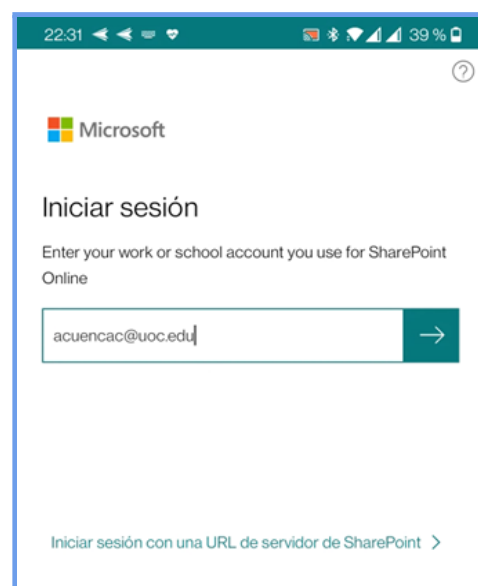 22:31 39 %
?
Microsoft
Iniciar sesión
Enter your work or school account you use for SharePoint
Online
acuencac@uoc.edu
Iniciar sesión con una URL de servidor de SharePoint